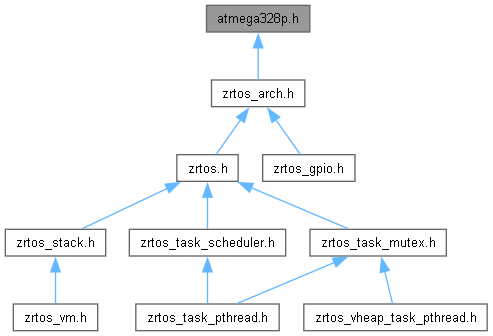 atmega328p.h
zrtos_arch.h
zrtos.h
zrtos_gpio.h
zrtos_stack.h
zrtos_task_scheduler.h
zrtos_task_mutex.h
zrtos_vm.h
zrtos_task_pthread.h
zrtos_vheap_task_pthread.h